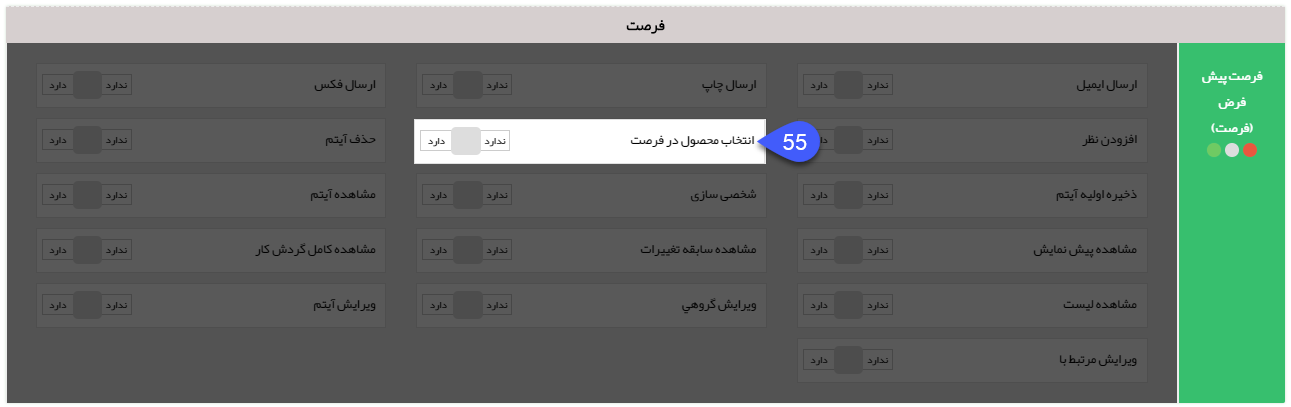 فرصت
فرصت پیش
فرض
(فرصت)
ارسال ایمیل ندارد دارد
ارسال چاپ ندارد دارد
ارسال فکس ندارد دارد
افزودن نظر ندارد
55
انتخاب محصول در فرصت ندارد دارد
حذف آیتم ندارد دارد
ذخیره اولیه آیتم ندارد دارد
شخصی سازی ندارد دارد
مشاهده آیتم ندارد دارد
مشاهده پیش نمایش ندارد دارد
مشاهده سابقه تغییرات ندارد دارد
مشاهده کامل گردش کار ندارد دارد
مشاهده لیست ندارد دارد
ویرایش گروهي ندارد دارد
ویرایش آیتم ندارد دارد
ویرایش مرتبط با ندارد دارد